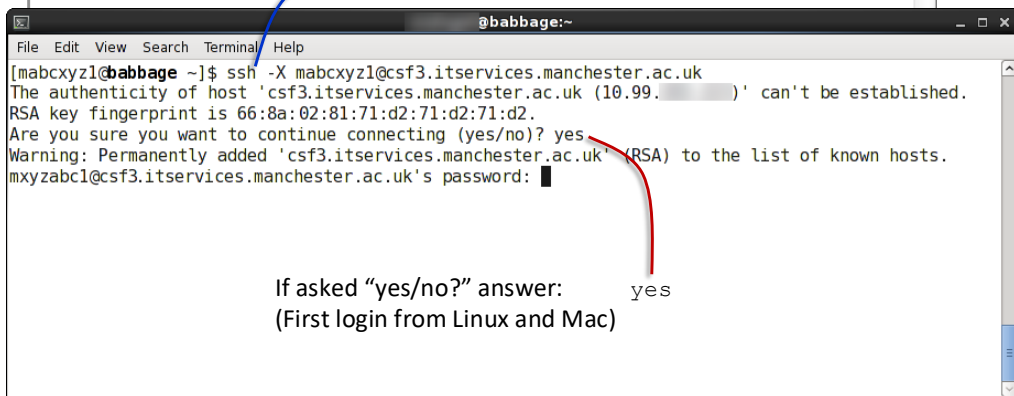 @babbage:~
File Edit View Search Terminal Help
[mabcxyz1@babbage ~]$ ssh -X mabcxyz1@csf3.itservices.manchester.ac.uk
The authenticity of host 'csf3.itservices.manchester.ac.uk (10.99. )' can't be established.
RSA key fingerprint is 66:8a:02:81:71:d2:71:d2:71:d2.
Are you sure you want to continue connecting (yes/no)? yes
Warning: Permanently added 'csf3.itservices.manchester.ac.uk' (RSA) to the list of known hosts.
mxyzabc1@csf3.itservices.manchester.ac.uk's password:
If asked “yes/no?” answer: yes
(First login from Linux and Mac)